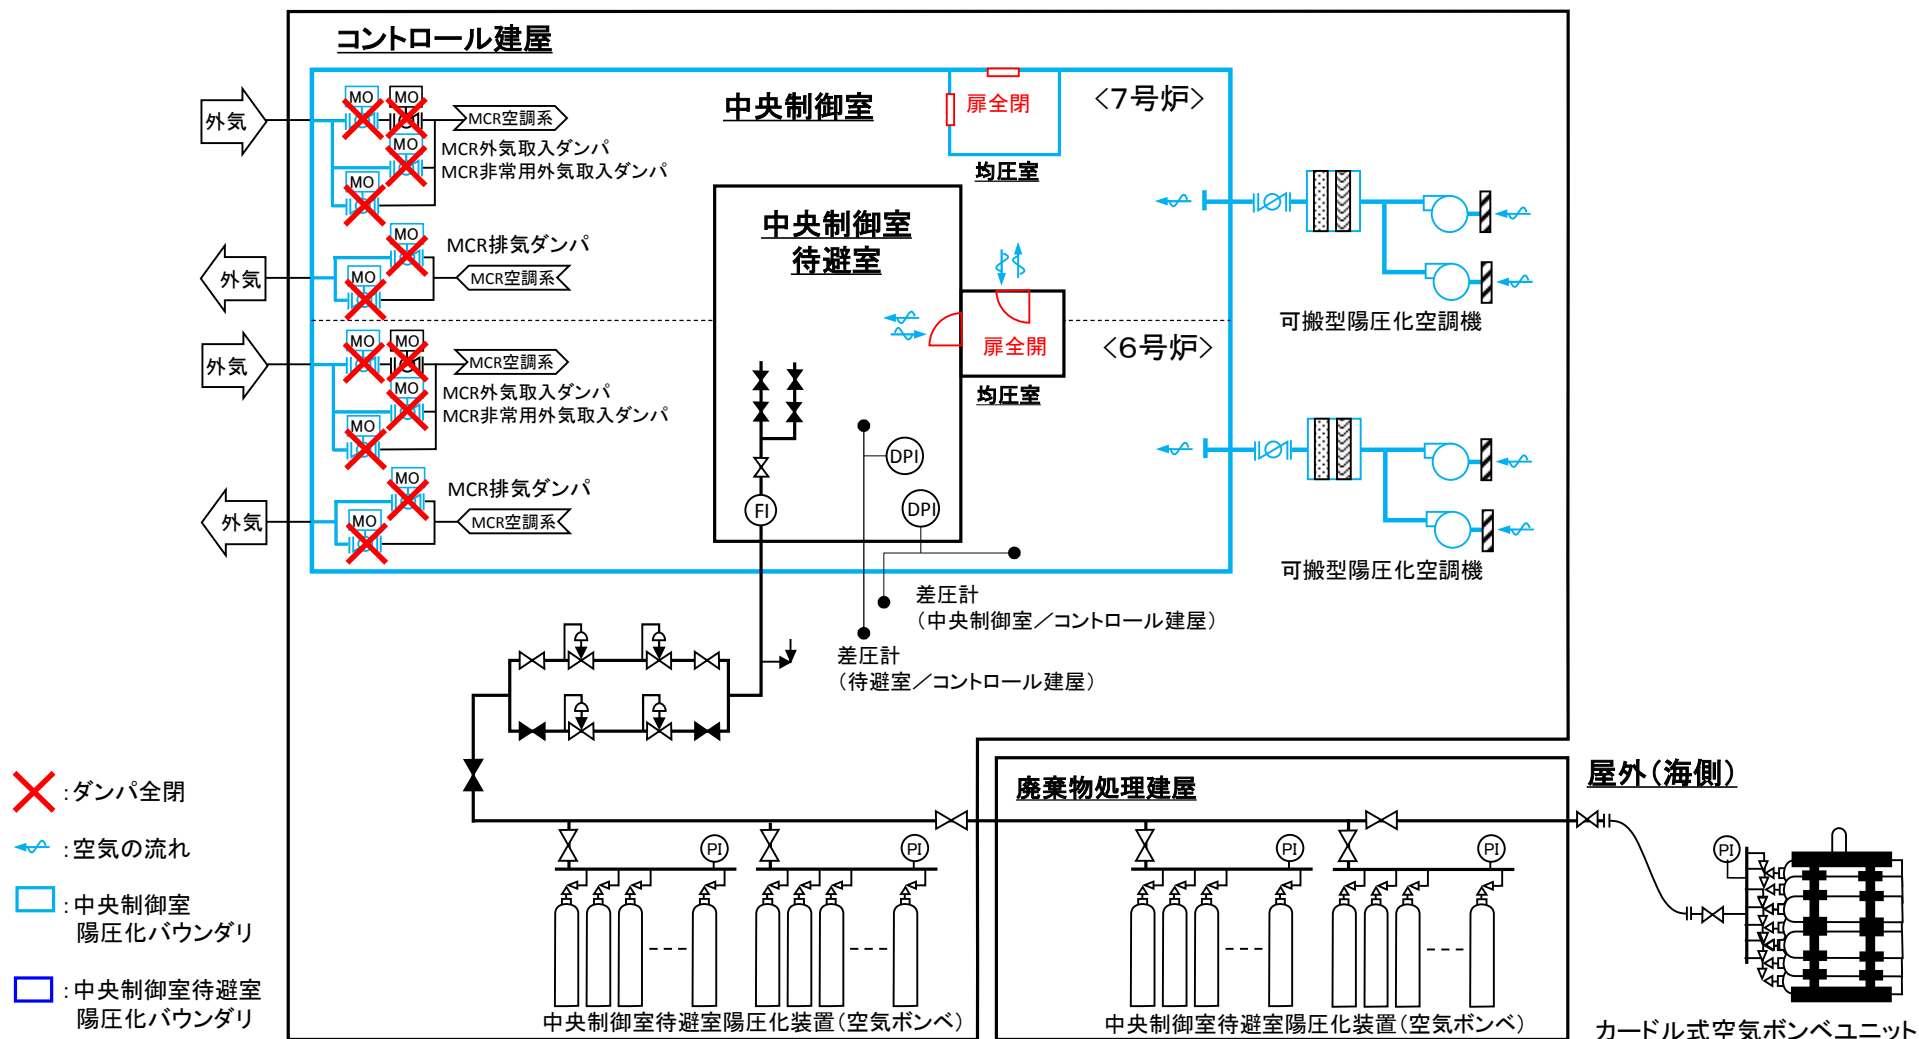 コントロール建屋
中央制御室
<7号炉>
扉全閉
均圧室
外気
MO
MO
MCR空調系
MO
MCR外気取入ダンパ
MCR非常用外気取入ダンパ
MO
MO
MCR排気ダンパ
外気
MO
MCR空調系
中央制御室
待避室
扉全開
均圧室
<6号炉>
可搬型陽圧化空調機
外気
MO
MO
MCR空調系
MO
MCR外気取入ダンパ
MCR非常用外気取入ダンパ
MO
MO
MCR排気ダンパ
外気
MO
MCR空調系
DPI
DPI
FI
可搬型陽圧化空調機
差圧計
(中央制御室/コントロール建屋)
差圧計
(待避室/コントロール建屋)
廃棄物処理建屋
屋外(海側)
PI
PI
PI
PI
PI
中央制御室待避室陽圧化装置(空気ボンベ)
中央制御室待避室陽圧化装置(空気ボンベ)
カードル式空気ボンベユニット
:ダンパ全閉
:空気の流れ
:中央制御室
陽圧化バウンダリ
:中央制御室待避室
陽圧化バウンダリ